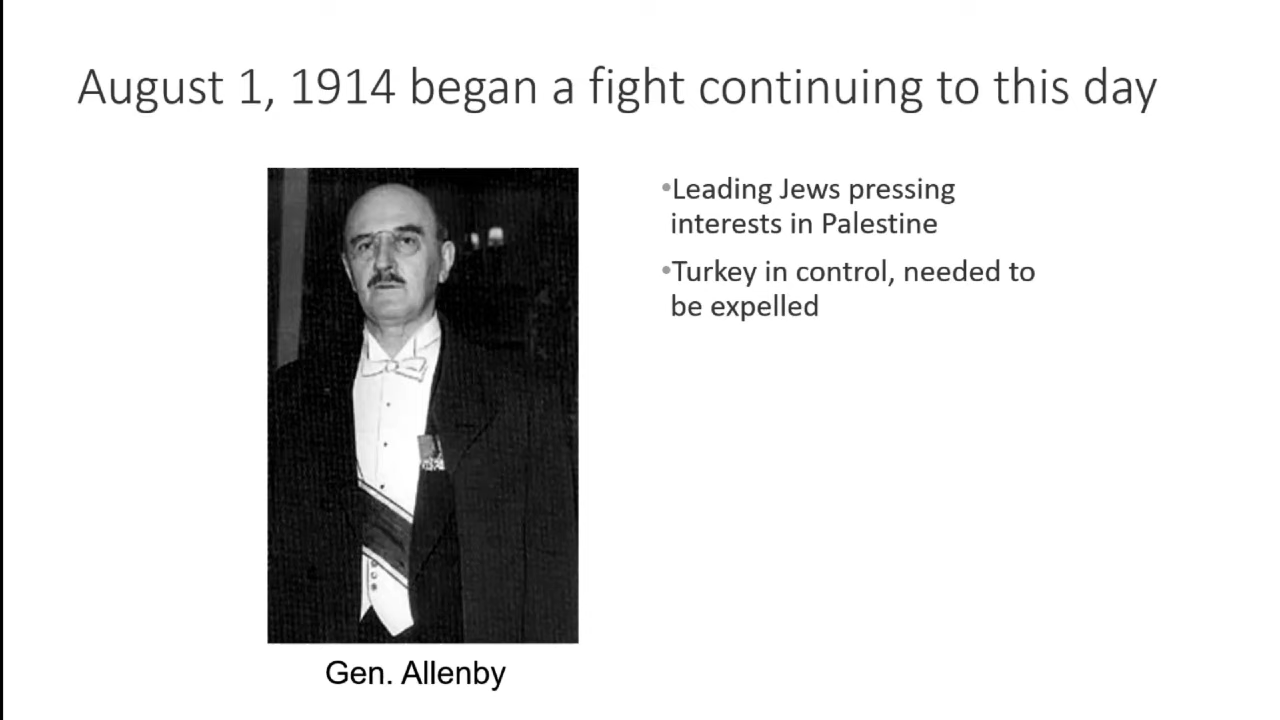 August 1, 1914 began a fight continuing to this day
•Leading Jews pressing
interests in Palestine
•Turkey in control, needed to
be expelled
Gen. Allenby